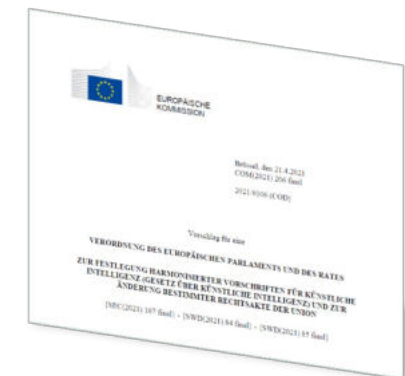 EUROPÄISCHE
KOMMISSION
Brüssel, den 21.4.2021
COM(2021) 206 final
2021/0106 (COD)
Vorschlag für eine
VERORDNUNG DES EUROPÄISCHEN PARLAMENTS UND DES RATES
ZUR FESTLEGUNG HARMONISIERTER VORSCHRIFTEN FÜR KÜNSTLICHE
INTELLIGENZ (GESETZ ÜBER KÜNSTLICHE INTELLIGENZ) UND ZUR
ÄNDERUNG BESTIMMTER RECHTSAKTE DER UNION
{SEC(2021) 167 final} - {SWD(2021) 84 final} - {SWD(2021) 85 final}